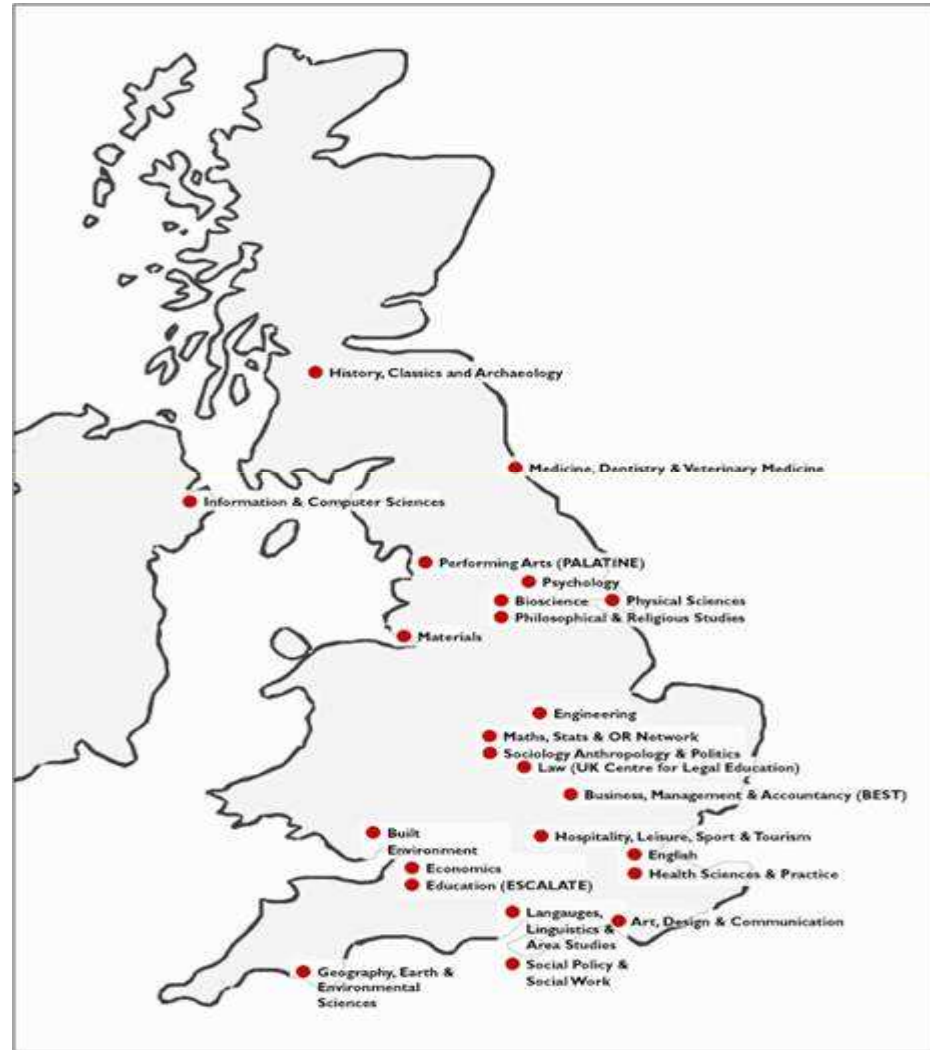 History, Classics and Archaeology
Medicine, Dentistry & Veterinary Medicine
Information & Computer Sciences
Performing Arts (PALATINE)
Psychology
Bioscience
Physical Sciences
Philosophical & Religious Studies
Materials
Engineering
Maths, Stats & OR Network
Sociology Anthropology & Politics
Law (UK Centre for Legal Education)
Business, Management & Accountancy (BEST)
Built
Environment
Hospitality, Leisure, Sport & Tourism
English
Economics
Health Sciences & Practice
Education (ESCALATE)
Langauges,
Linguistics &
Area Studies
Art, Design & Communication
Social Policy &
Social Work
Geography, Earth &
Environmental
Sciences